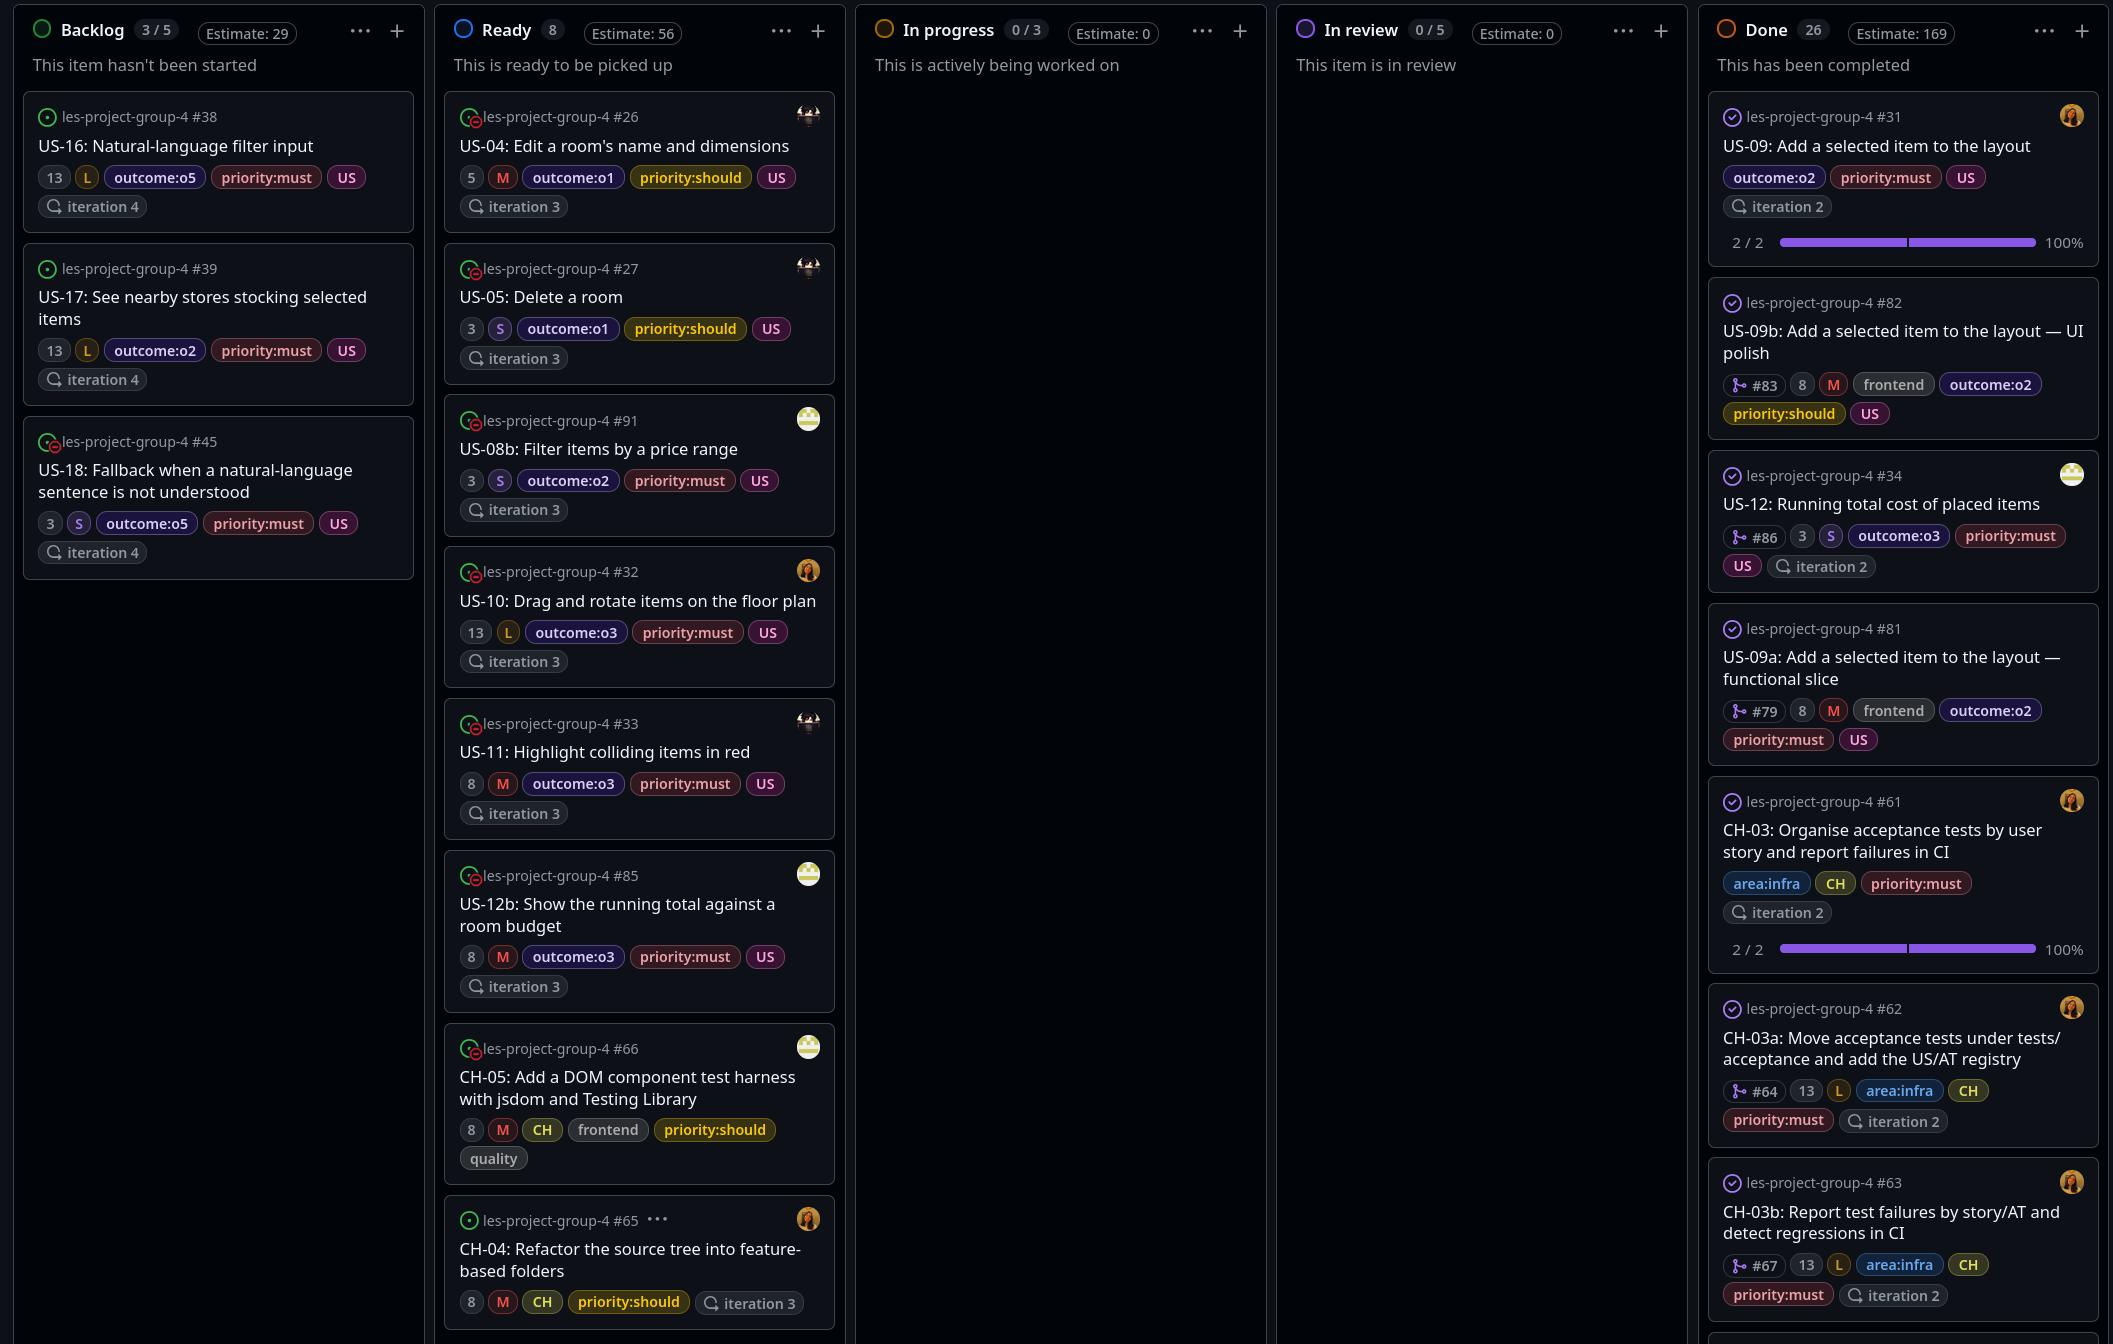 Backlog 3 / 5 Estimate: 29
This item hasn't been started
les-project-group-4 #38
US-16: Natural-language filter input
13 L outcome:o5 priority:must US
iteration 4
les-project-group-4 #39
US-17: See nearby stores stocking selected
items
13 L outcome:o2 priority:must US
iteration 4
les-project-group-4 #45
US-18: Fallback when a natural-language
sentence is not understood
3 S outcome:o5 priority:must US
iteration 4
Ready 8 Estimate: 56
This is ready to be picked up
les-project-group-4 #26
US-04: Edit a room's name and dimensions
5 M outcome:o1 priority:should US
iteration 3
les-project-group-4 #27
US-05: Delete a room
3 S outcome:o1 priority:should US
iteration 3
les-project-group-4 #91
US-08b: Filter items by a price range
3 S outcome:o2 priority:must US
iteration 3
les-project-group-4 #32
US-10: Drag and rotate items on the floor plan
13 L outcome:o3 priority:must US
iteration 3
les-project-group-4 #33
US-11: Highlight colliding items in red
8 M outcome:o3 priority:must US
iteration 3
les-project-group-4 #85
US-12b: Show the running total against a
room budget
8 M outcome:o3 priority:must US
iteration 3
les-project-group-4 #66
CH-05: Add a DOM component test harness
with jsdom and Testing Library
8 M CH frontend priority:should
quality
les-project-group-4 #65
CH-04: Refactor the source tree into feature-
based folders
8 M CH priority:should iteration 3
In progress 0 / 3 Estimate: 0
This is actively being worked on
In review 0 / 5 Estimate: 0
This item is in review
Done 26 Estimate: 169
This has been completed
les-project-group-4 #31
US-09: Add a selected item to the layout
outcome:o2 priority:must US
iteration 2
2 / 2 100%
les-project-group-4 #82
US-09b: Add a selected item to the layout — UI
polish
#83 8 M frontend outcome:o2
priority:should US
les-project-group-4 #34
US-12: Running total cost of placed items
#86 3 S outcome:o3 priority:must
US iteration 2
les-project-group-4 #81
US-09a: Add a selected item to the layout —
functional slice
#79 8 M frontend outcome:o2
priority:must US
les-project-group-4 #61
CH-03: Organise acceptance tests by user
story and report failures in CI
area:infra CH priority:must
iteration 2
2 / 2 100%
les-project-group-4 #62
CH-03a: Move acceptance tests under tests/
acceptance and add the US/AT registry
#64 13 L area:infra CH
priority:must iteration 2
les-project-group-4 #63
CH-03b: Report test failures by story/AT and
detect regressions in CI
#67 13 L area:infra CH
priority:must iteration 2